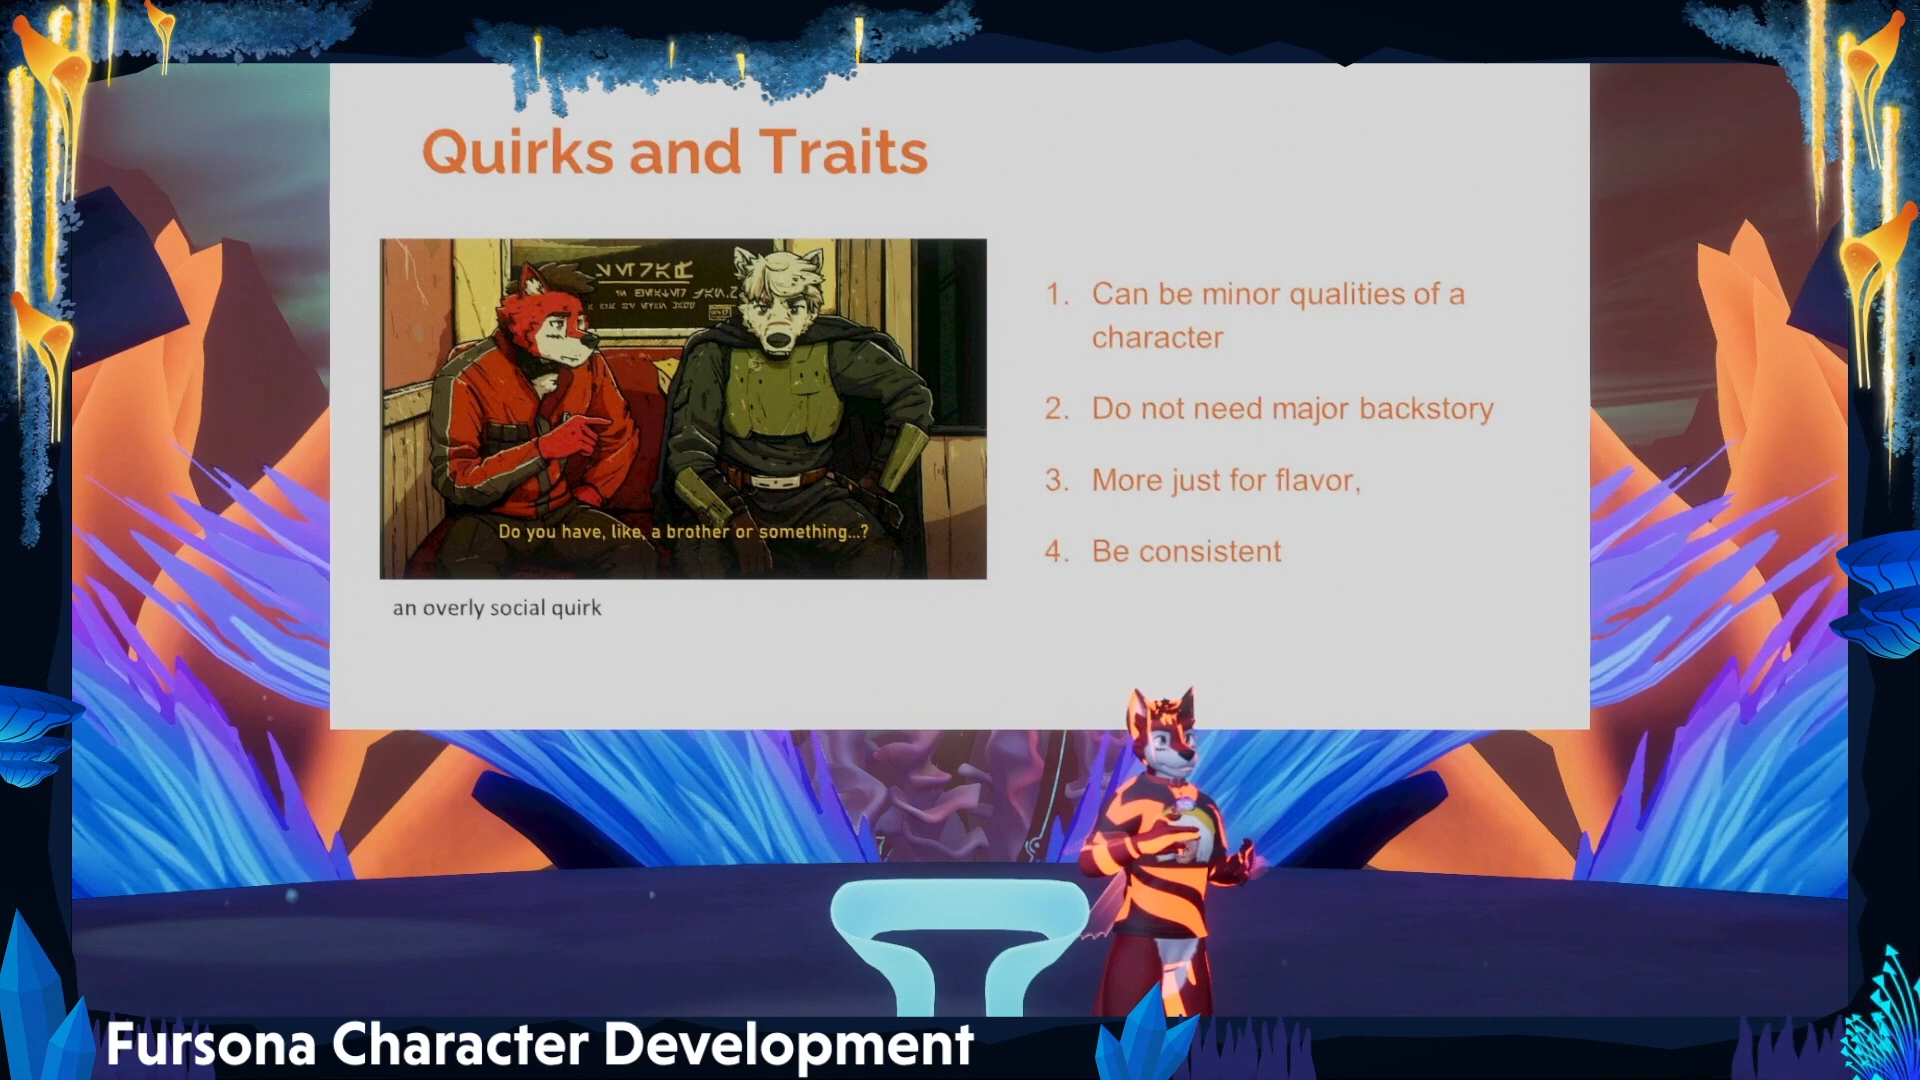 Quirks and Traits
Do you have, like, a brother or something...?
an overly social quirk
1. Can be minor qualities of a
character
2. Do not need major backstory
3. More just for flavor,
4. Be consistent
Fursona Character Development